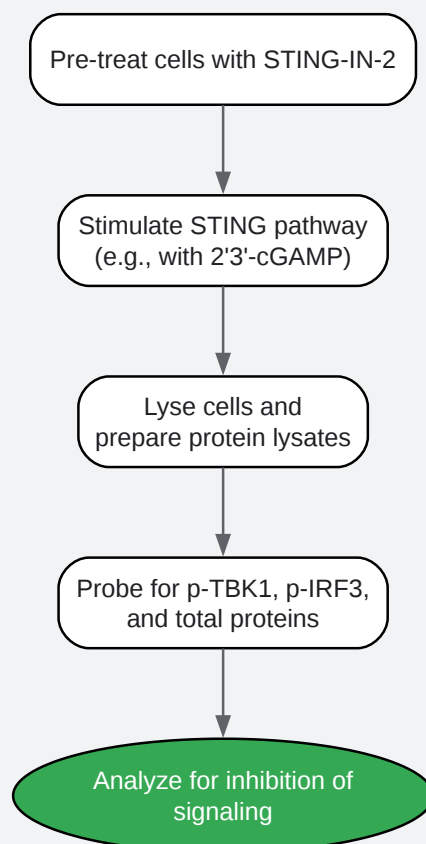 Pre-treat cells with STING-IN-2
Stimulate STING pathway
(e.g., with 2'3'-cGAMP)
Lyse cells and
prepare protein lysates
Probe for p-TBK1, p-IRF3,
and total proteins
Analyze for inhibition of
signaling